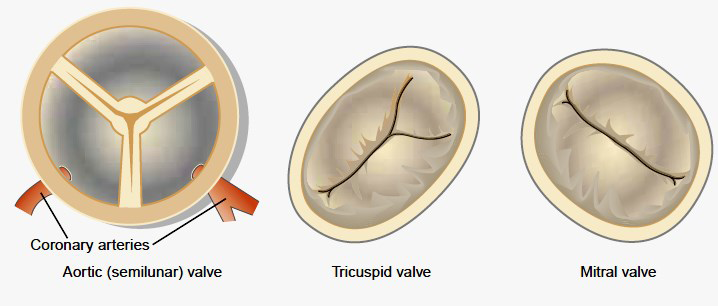 Coronary arteries
Aortic (semilunar) valve
Tricuspid valve
Mitral valve